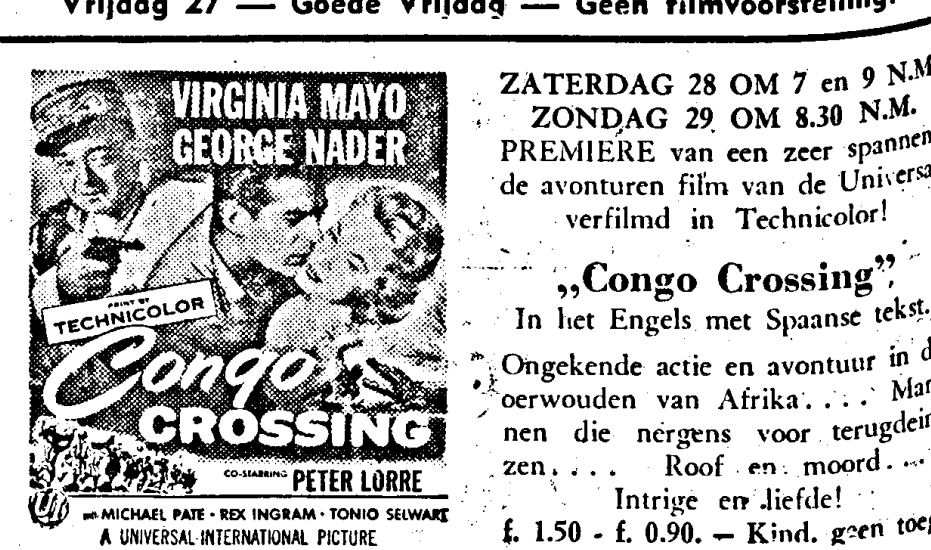 Vrijdag 27 — Goede Vrijdag — Geen filmvoorstelling.
VIRGINIA MAYO
GEORGE NADER
PRINT BY
TECHNICOLOR
Congo
CROSSING
CO-STARRING PETER LORRE
with MICHAEL PATE · REX INGRAM · TONIO SELWART
A UNIVERSAL-INTERNATIONAL PICTURE
ZATERDAG 28 OM 7 en 9 N.M
ZONDAG 29 OM 8.30 N.M.
PREMIERE van een zeer spannen
de avonturen film van de Universa
verfilmd in Technicolor!
„Congo Crossing”
In het Engels met Spaanse tekst.
Ongekende actie en avontuur in d
oerwouden van Afrika.... Man
nen die nergens voor terugdein
zen.... Roof en moord....
Intrige en liefde!
f. 1.50 - f. 0.90. — Kind. geen toeg